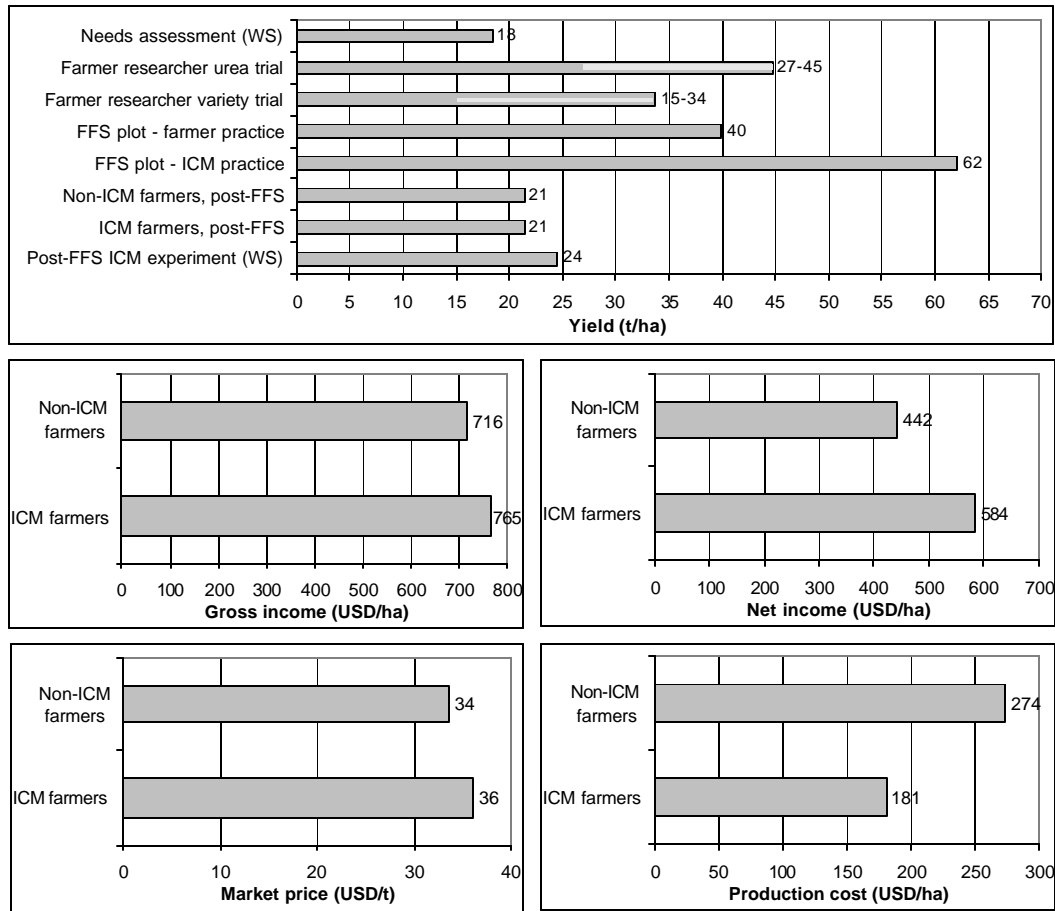 Needs assessment (WS)
18
Farmer researcher urea trial
27-45
Farmer researcher variety trial
15-34
FFS plot - farmer practice
40
FFS plot - ICM practice
62
Non-ICM farmers, post-FFS
21
ICM farmers, post-FFS
21
Post-FFS ICM experiment (WS)
24
0 5 10 15 20 25 30 35 40 45 50 55 60 65 70
Yield (t/ha)
Non-ICM
farmers
716
ICM farmers
765
0 100 200 300 400 500 600 700 800
Gross income (USD/ha)
Non-ICM
farmers
442
ICM farmers
584
0 100 200 300 400 500 600 700
Net income (USD/ha)
Non-ICM
farmers
34
ICM farmers
36
0 10 20 30 40
Market price (USD/t)
Non-ICM
farmers
274
ICM farmers
181
0 50 100 150 200 250 300
Production cost (USD/ha)